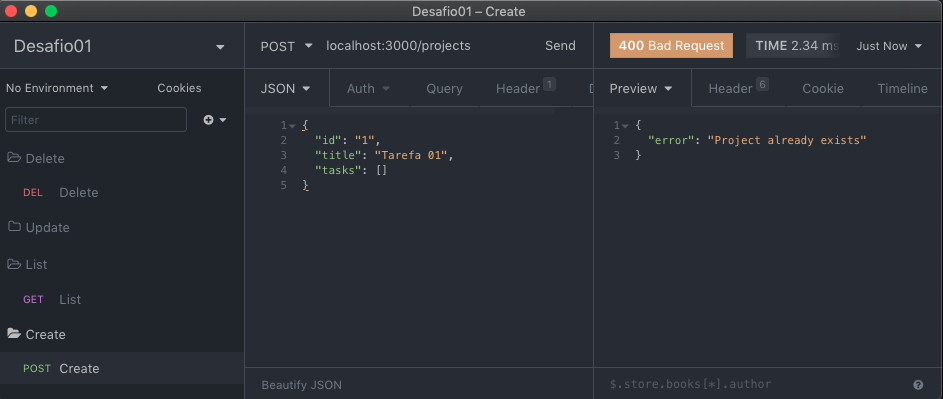 Desafio01 – Create
Desafio01
POST localhost:3000/projects Send
400 Bad Request TIME 2.34 ms Just Now
No Environment Cookies
JSON Auth Query Header 1
Preview Header 6 Cookie Timeline
Filter
Delete
DEL Delete
Update
List
GET List
Create
POST Create
1 {
2 "id": "1",
3 "title": "Tarefa 01",
4 "tasks": []
5 }
1 {
2 "error": "Project already exists"
3 }
Beautify JSON
$.store.books[*].author